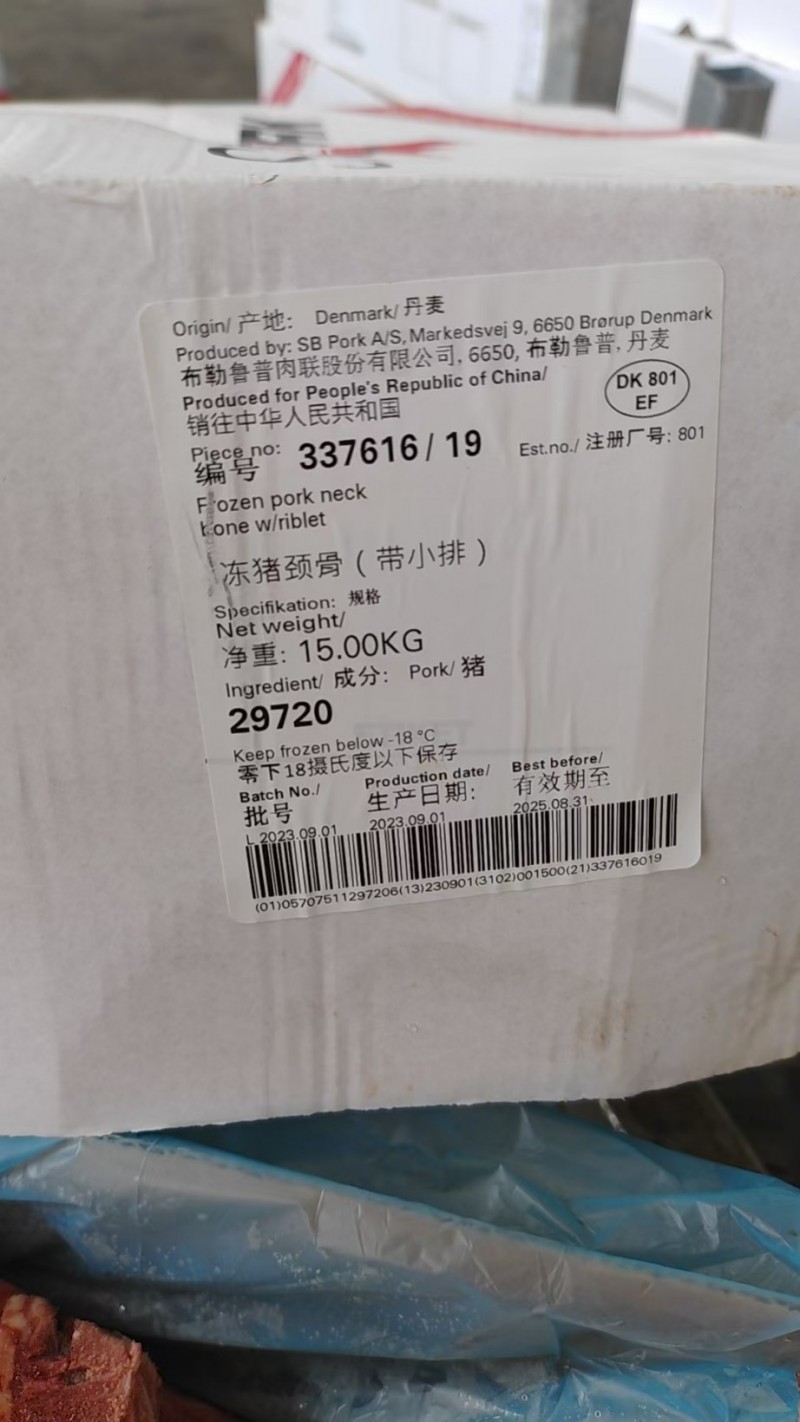 Origin/ 产地: Denmark/ 丹麦
Produced by: SB Pork A/S, Markedsvej 9, 6650 Brørup Denmark
布勒鲁普肉联股份有限公司, 6650, 布勒鲁普, 丹麦
Produced for People's Republic of China/
销往中华人民共和国
DK 801
EF
Piece no:
编号 337616 / 19 Est.no./ 注册厂号: 801
Frozen pork neck
bone w/riblet
冻猪颈骨 ( 带小排 )
Specifikation: 规格
Net weight/
净重: 15.00KG
Ingredient/ 成分: Pork/ 猪
29720
Keep frozen below -18 °C
零下18摄氏度以下保存
Batch No./ Production date/ Best before/
批号 生产日期: 有效期至
L 2023.09.01 2023.09.01 2025.08.31
(01)05707511297206(13)230901(3102)001500(21)337616019